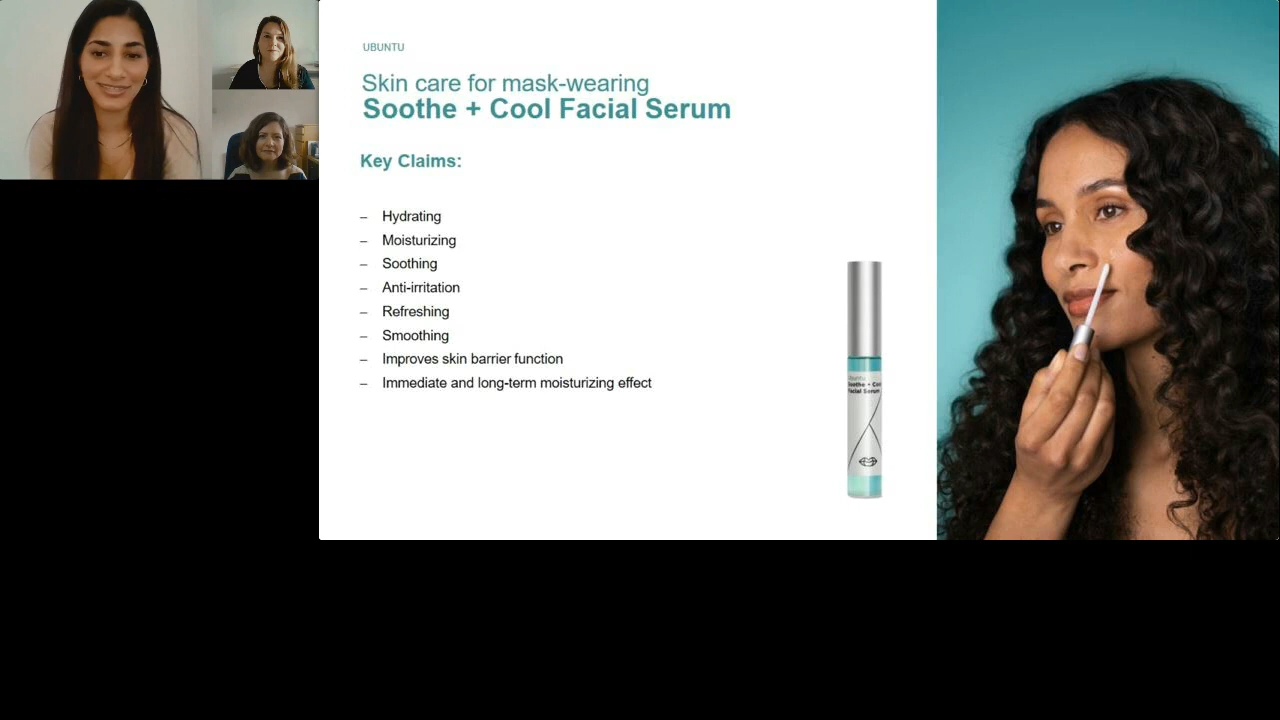 UBUNTU
Skin care for mask-wearing
Soothe + Cool Facial Serum
Key Claims:
– Hydrating
– Moisturizing
– Soothing
– Anti-irritation
– Refreshing
– Smoothing
– Improves skin barrier function
– Immediate and long-term moisturizing effect
Ubuntu
Soothe + Cool
Facial Serum